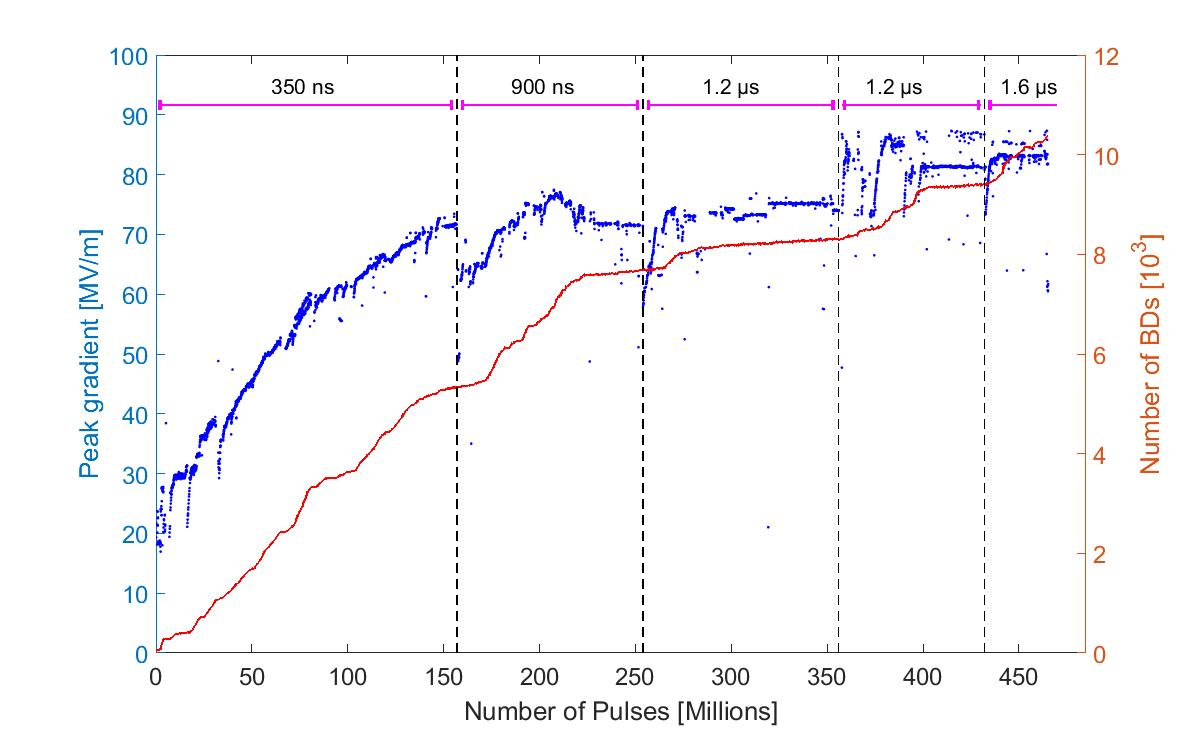 350 ns
900 ns
1.2 µs
1.2 µs
1.6 µs
Peak gradient [MV/m]
100
90
80
70
60
50
40
30
20
10
0
Number of BDs [10³]
12
10
8
6
4
2
0
0 50 100 150 200 250 300 350 400 450
Number of Pulses [Millions]